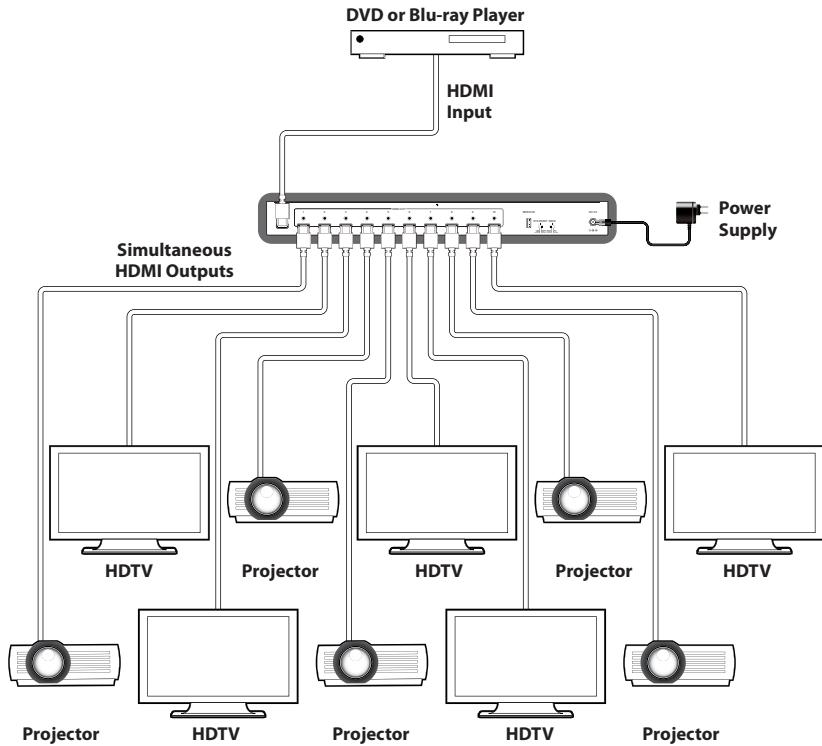 DVD or Blu-ray Player
HDMI
Input
Power
Supply
Simultaneous
HDMI Outputs
HDTV
Projector
HDTV
Projector
HDTV
Projector
HDTV
Projector
HDTV
Projector